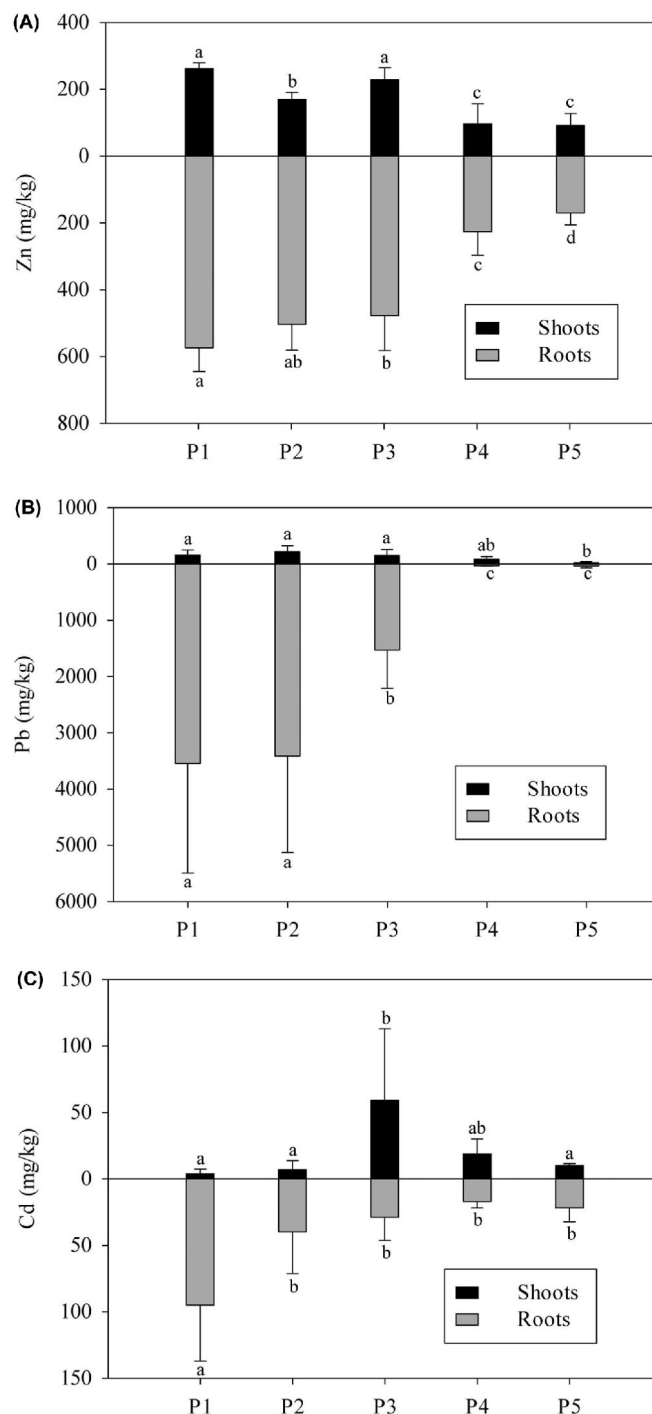 (A)
400
200
0
200
400
600
800
Zn (mg/kg)
a
b
a
c
c
a
ab
b
c
d
Shoots
Roots
P1 P2 P3 P4 P5
(B)
1000
0
1000
2000
3000
4000
5000
6000
Pb (mg/kg)
a
a
a
ab
b
a
a
b
c
c
Shoots
Roots
P1 P2 P3 P4 P5
(C)
150
100
50
0
50
100
150
Cd (mg/kg)
a
a
b
ab
a
a
b
b
b
b
Shoots
Roots
P1 P2 P3 P4 P5